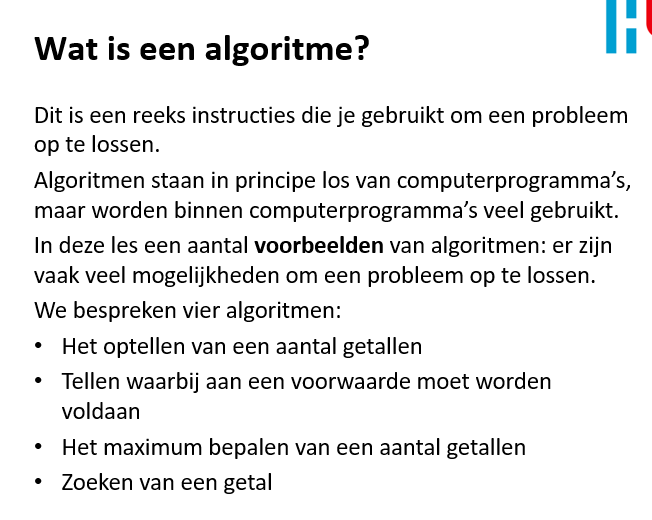 Wat is een algoritme?
Dit is een reeks instructies die je gebruikt om een probleem
op te lossen.
Algoritmen staan in principe los van computerprogramma’s,
maar worden binnen computerprogramma’s veel gebruikt.
In deze les een aantal voorbeelden van algoritmen: er zijn
vaak veel mogelijkheden om een probleem op te lossen.
We bespreken vier algoritmen:
• Het optellen van een aantal getallen
• Tellen waarbij aan een voorwaarde moet worden
voldaan
• Het maximum bepalen van een aantal getallen
• Zoeken van een getal